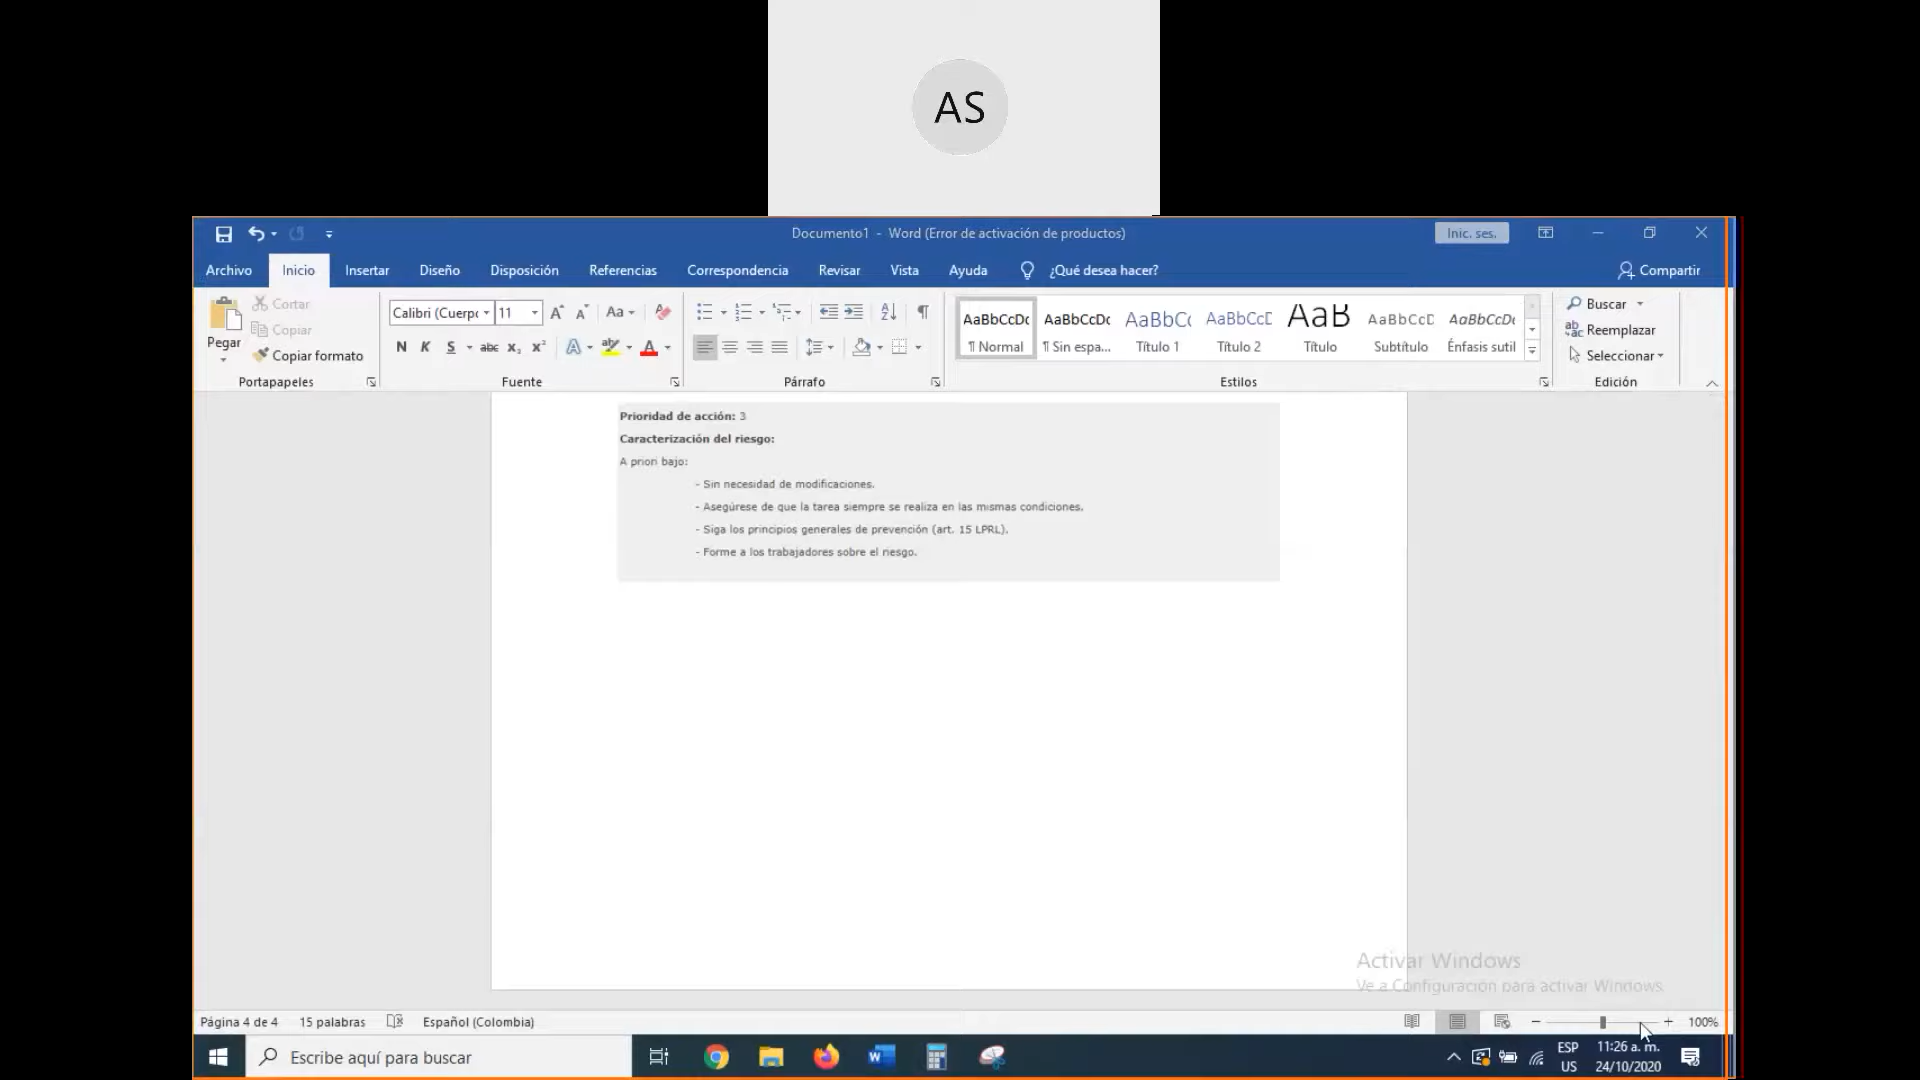 AS
Documento1 - Word (Error de activación de productos)
Inic. ses.
Archivo
Inicio
Insertar
Diseño
Disposición
Referencias
Correspondencia
Revisar
Vista
Ayuda
¿Qué desea hacer?
Compartir
Pegar
Cortar
Copiar
Copiar formato
Portapapeles
Calibri (Cuerpo
11
Aa
N K S abc x₂ x²
Fuente
Párrafo
AaBbCcDc
¶ Normal
AaBbCcDc
¶ Sin espa...
AaBbCc
Título 1
AaBbCcE
Título 2
AaB
Título
AaBbCcD
Subtítulo
AaBbCcDc
Énfasis sutil
Estilos
Buscar
Reemplazar
Seleccionar
Edición
Prioridad de acción: 3
Caracterización del riesgo:
A priori bajo:
- Sin necesidad de modificaciones.
- Asegúrese de que la tarea siempre se realiza en las mismas condiciones.
- Siga los principios generales de prevención (art. 15 LPRL).
- Forme a los trabajadores sobre el riesgo.
Activar Windows
Ve a Configuración para activar Windows
Página 4 de 4
15 palabras
Español (Colombia)
100%
Escribe aquí para buscar
ESP
US
11:26 a. m.
24/10/2020